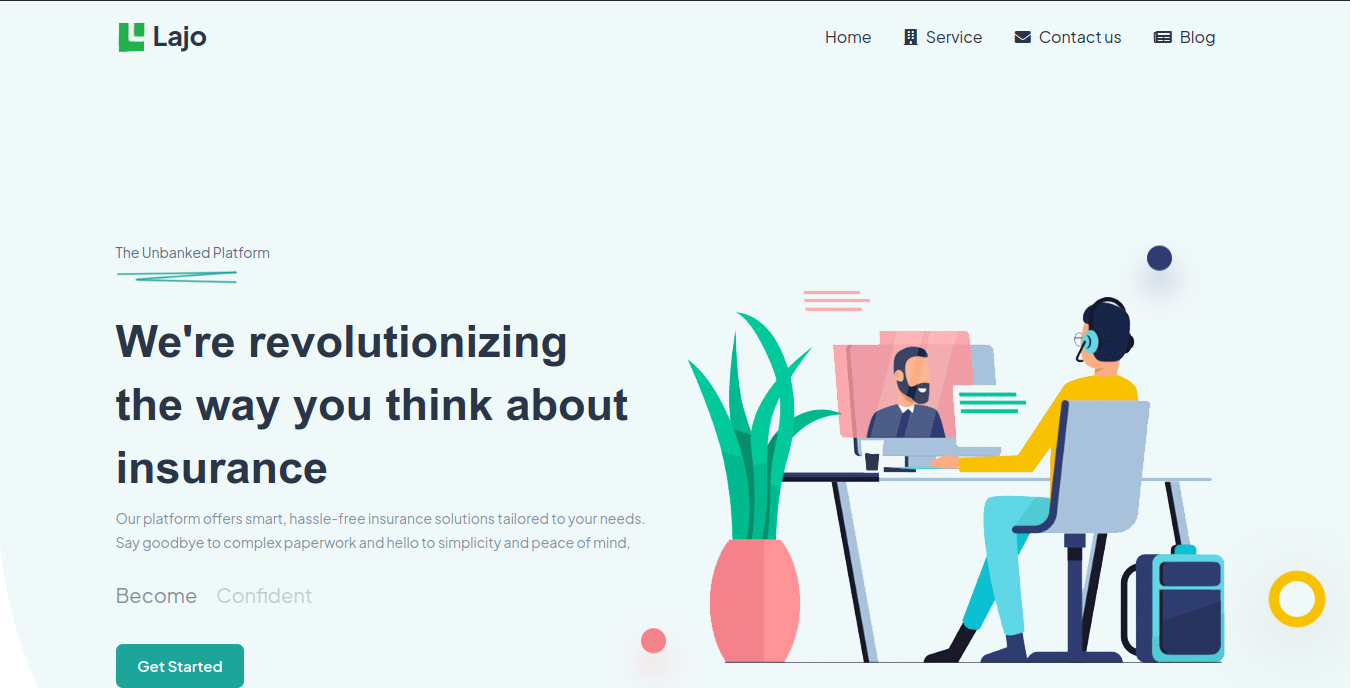 Lajo
Home Service Contact us Blog
The Unbanked Platform
We're revolutionizing
the way you think about
insurance
Our platform offers smart, hassle-free insurance solutions tailored to your needs.
Say goodbye to complex paperwork and hello to simplicity and peace of mind,
Become Confident
Get Started